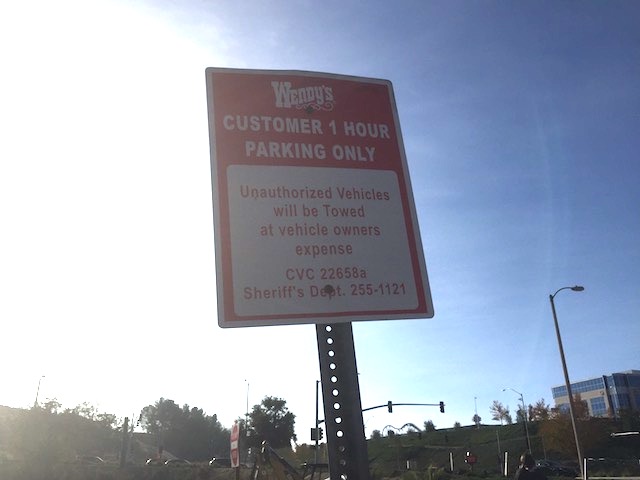 Wendy's
CUSTOMER 1 HOUR
PARKING ONLY
Unauthorized Vehicles
will be Towed
at vehicle owners
expense
CVC 22658a
Sheriff's Dept. 255-1121